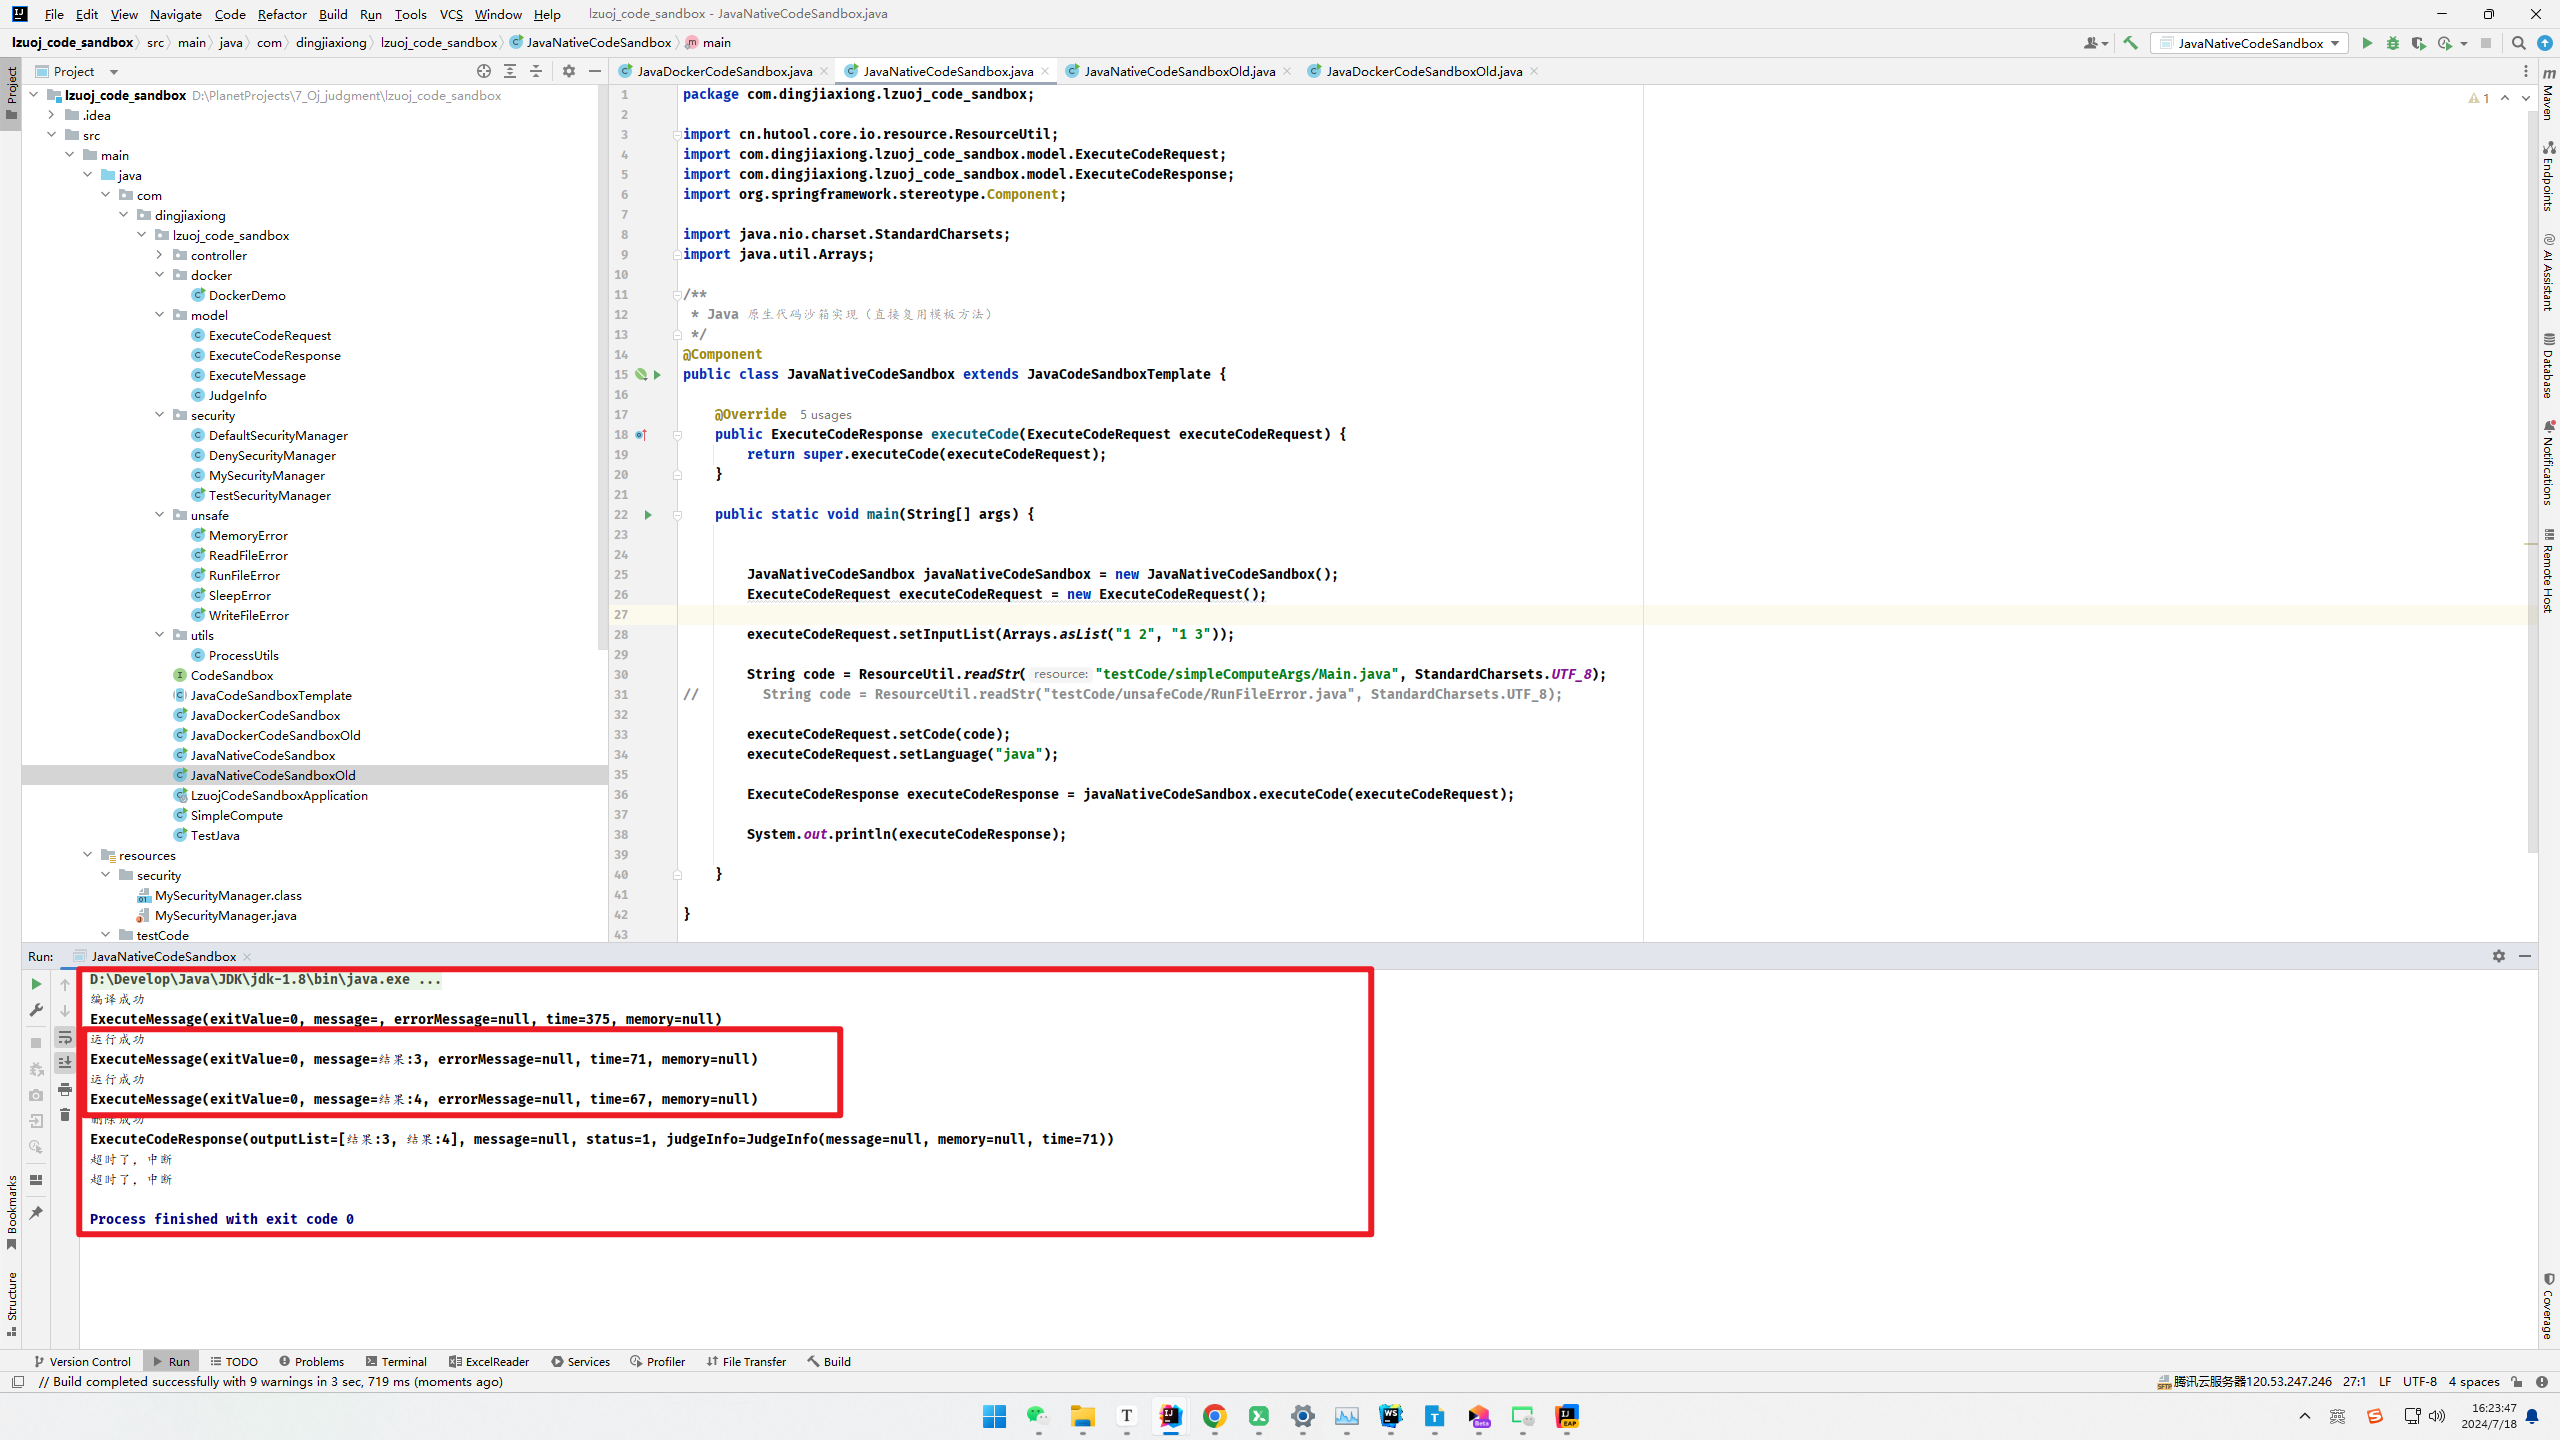 File Edit View Navigate Code Refactor Build Run Tools VCS Window Help lzuoj_code_sandbox - JavaNativeCodeSandbox.java
lzuoj_code_sandbox src main java com dingjiaxiong lzuoj_code_sandbox JavaNativeCodeSandbox main
JavaNativeCodeSandbox
Project
JavaDockerCodeSandbox.java JavaNativeCodeSandbox.java JavaNativeCodeSandboxOld.java JavaDockerCodeSandboxOld.java
lzuoj_code_sandbox D:\PlanetProjects\7_Oj_judgment\lzuoj_code_sandbox
.idea
src
main
java
com
dingjiaxiong
lzuoj_code_sandbox
controller
docker
DockerDemo
model
ExecuteCodeRequest
ExecuteCodeResponse
ExecuteMessage
JudgeInfo
security
DefaultSecurityManager
DenySecurityManager
MySecurityManager
TestSecurityManager
unsafe
MemoryError
ReadFileError
RunFileError
SleepError
WriteFileError
utils
ProcessUtils
CodeSandbox
JavaCodeSandboxTemplate
JavaDockerCodeSandbox
JavaDockerCodeSandboxOld
JavaNativeCodeSandbox
JavaNativeCodeSandboxOld
LzuojCodeSandboxApplication
SimpleCompute
TestJava
resources
security
MySecurityManager.class
MySecurityManager.java
testCode
1 package com.dingjiaxiong.lzuoj_code_sandbox;
2
3 import cn.hutool.core.io.resource.ResourceUtil;
4 import com.dingjiaxiong.lzuoj_code_sandbox.model.ExecuteCodeRequest;
5 import com.dingjiaxiong.lzuoj_code_sandbox.model.ExecuteCodeResponse;
6 import org.springframework.stereotype.Component;
7
8 import java.nio.charset.StandardCharsets;
9 import java.util.Arrays;
10
11 /**
12 * Java 原生代码沙箱实现（直接复用模板方法）
13 */
14 @Component
15 public class JavaNativeCodeSandbox extends JavaCodeSandboxTemplate {
16
17 @Override 5 usages
18 public ExecuteCodeResponse executeCode(ExecuteCodeRequest executeCodeRequest) {
19 return super.executeCode(executeCodeRequest);
20 }
21
22 public static void main(String[] args) {
23
24
25 JavaNativeCodeSandbox javaNativeCodeSandbox = new JavaNativeCodeSandbox();
26 ExecuteCodeRequest executeCodeRequest = new ExecuteCodeRequest();
27
28 executeCodeRequest.setInputList(Arrays.asList("1 2", "1 3"));
29
30 String code = ResourceUtil.readStr( resource: "testCode/simpleComputeArgs/Main.java", StandardCharsets.UTF_8);
31 // String code = ResourceUtil.readStr("testCode/unsafeCode/RunFileError.java", StandardCharsets.UTF_8);
32
33 executeCodeRequest.setCode(code);
34 executeCodeRequest.setLanguage("java");
35
36 ExecuteCodeResponse executeCodeResponse = javaNativeCodeSandbox.executeCode(executeCodeRequest);
37
38 System.out.println(executeCodeResponse);
39
40 }
41
42 }
43
1
Project
Bookmarks
Structure
Maven
Endpoints
AI Assistant
Database
Notifications
Remote Host
Coverage
Run: JavaNativeCodeSandbox
D:\Develop\Java\JDK\jdk-1.8\bin\java.exe ...
编译成功
ExecuteMessage(exitValue=0, message=, errorMessage=null, time=375, memory=null)
运行成功
ExecuteMessage(exitValue=0, message=结果:3, errorMessage=null, time=71, memory=null)
运行成功
ExecuteMessage(exitValue=0, message=结果:4, errorMessage=null, time=67, memory=null)
删除成功
ExecuteCodeResponse(outputList=[结果:3, 结果:4], message=null, status=1, judgeInfo=JudgeInfo(message=null, memory=null, time=71))
超时了，中断
超时了，中断
Process finished with exit code 0
Version Control Run TODO Problems Terminal ExcelReader Services Profiler File Transfer Build
// Build completed successfully with 9 warnings in 3 sec, 719 ms (moments ago)
腾讯云服务器120.53.247.246 27:1 LF UTF-8 4 spaces
英
16:23:47
2024/7/18